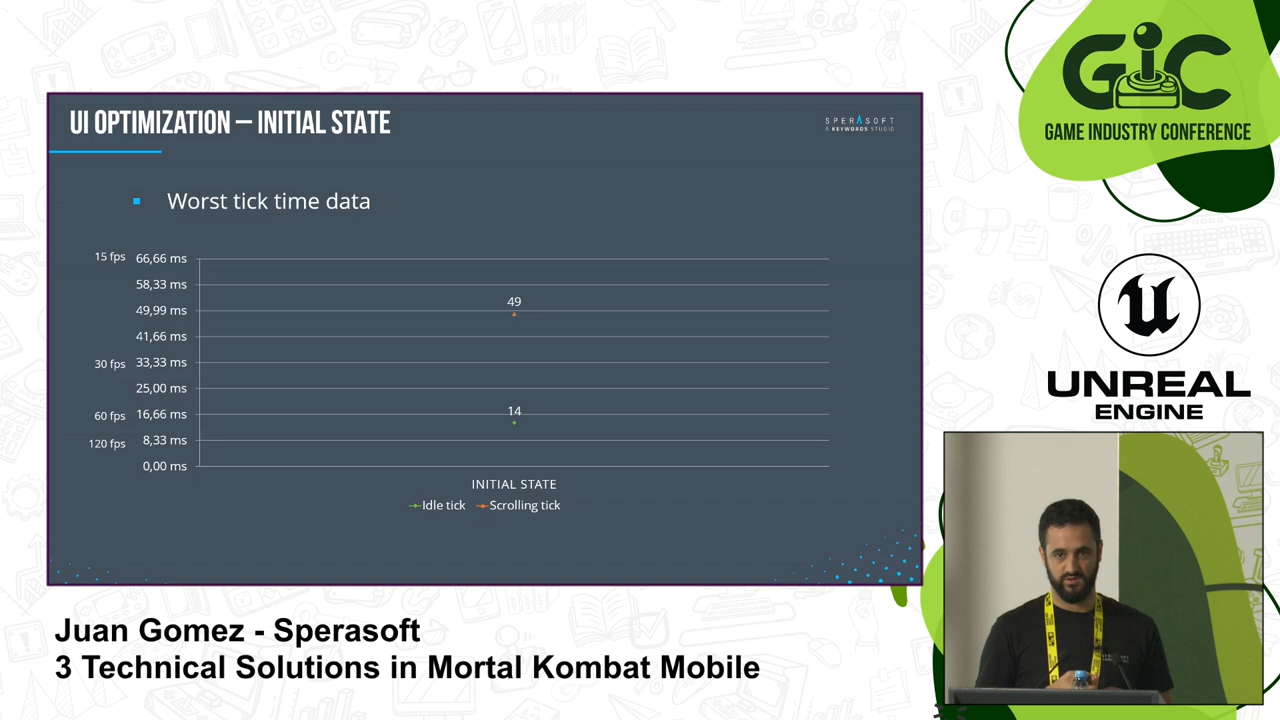 UI OPTIMIZATION – INITIAL STATE
SPERASOFT
A KEYWORDS STUDIO
Worst tick time data
15 fps 66,66 ms
58,33 ms
49,99 ms
41,66 ms
30 fps 33,33 ms
25,00 ms
60 fps 16,66 ms
120 fps 8,33 ms
0,00 ms
49
14
INITIAL STATE
Idle tick Scrolling tick
GIC
GAME INDUSTRY CONFERENCE
UNREAL
ENGINE
Juan Gomez - Sperasoft
3 Technical Solutions in Mortal Kombat Mobile